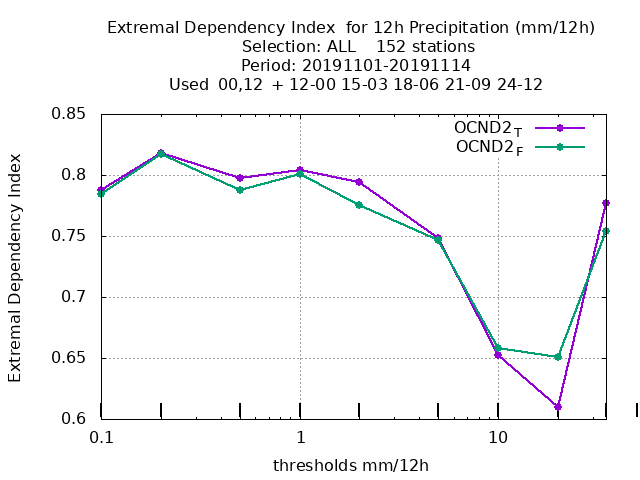 Extremal Dependency Index  for 12h Precipitation (mm/12h)
Selection: ALL    152 stations
Period: 20191101-20191114
Used  00,12  + 12-00 15-03 18-06 21-09 24-12
OCND2T
OCND2F
Extremal Dependency Index
0.85
0.8
0.75
0.7
0.65
0.6
0.1 1 10
thresholds mm/12h